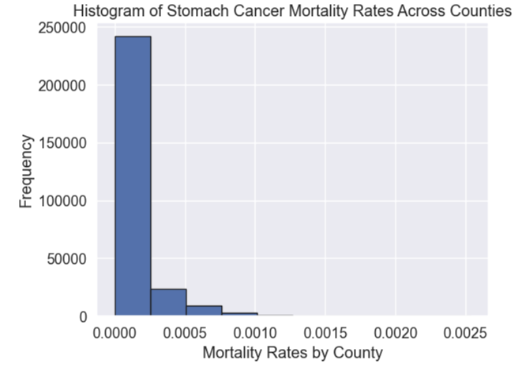 Histogram of Stomach Cancer Mortality Rates Across Counties
250000
200000
150000
100000
50000
0
Frequency
0.0000 0.0005 0.0010 0.0015 0.0020 0.0025
Mortality Rates by County